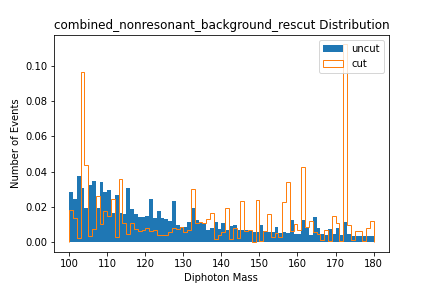 combined_nonresonant_background_rescut Distribution
uncut
cut
Number of Events
0.10
0.08
0.06
0.04
0.02
0.00
100 110 120 130 140 150 160 170 180
Diphoton Mass